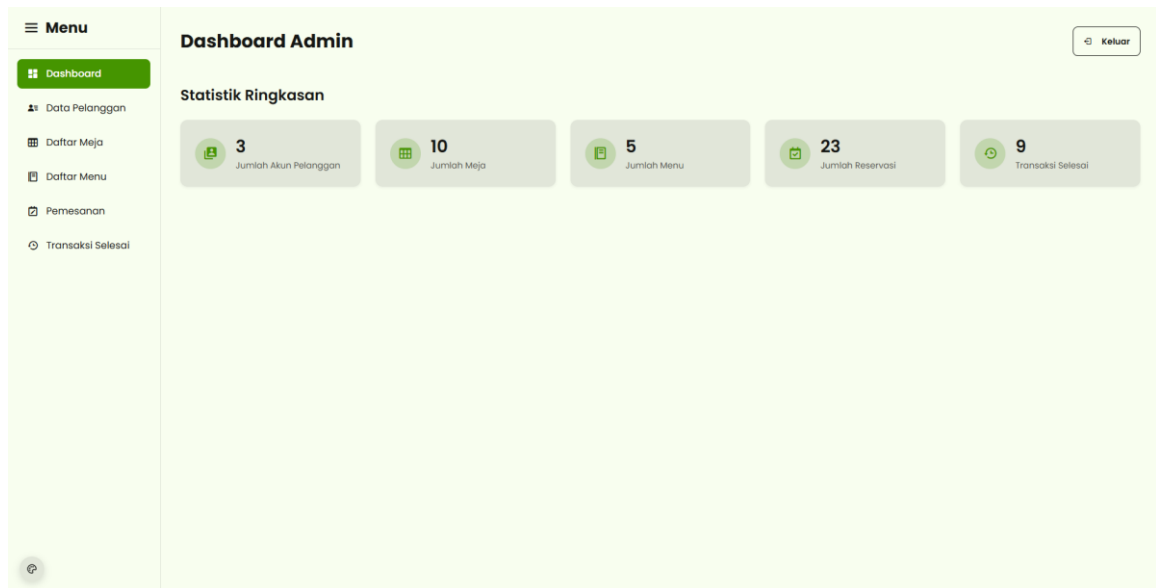 Menu
Dashboard
Data Pelanggan
Daftar Meja
Daftar Menu
Pemesanan
Transaksi Selesai
Dashboard Admin
Keluar
Statistik Ringkasan
3
Jumlah Akun Pelanggan
10
Jumlah Meja
5
Jumlah Menu
23
Jumlah Reservasi
9
Transaksi Selesai